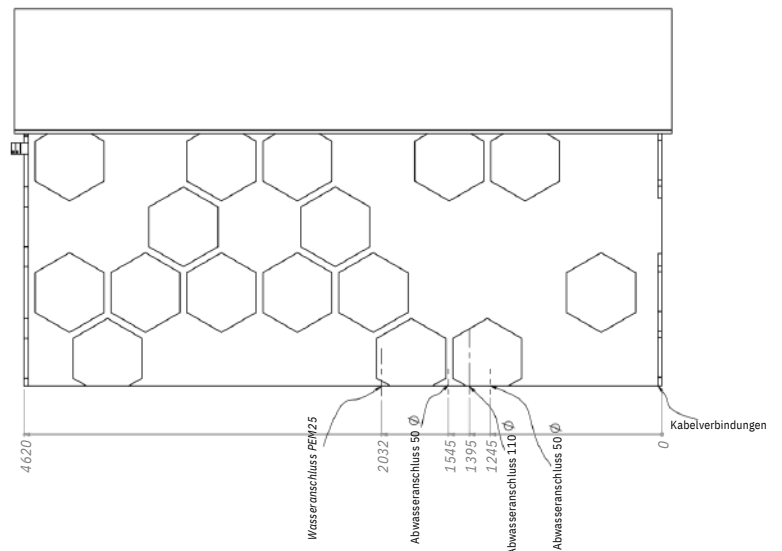 Kabelverbindungen
4620
2032
1545
1395
1245
0
Wasseranschluss PEM25
Abwasseranschluss 50 Ø
Abwasseranschluss 110 Ø
Abwasseranschluss 50 Ø